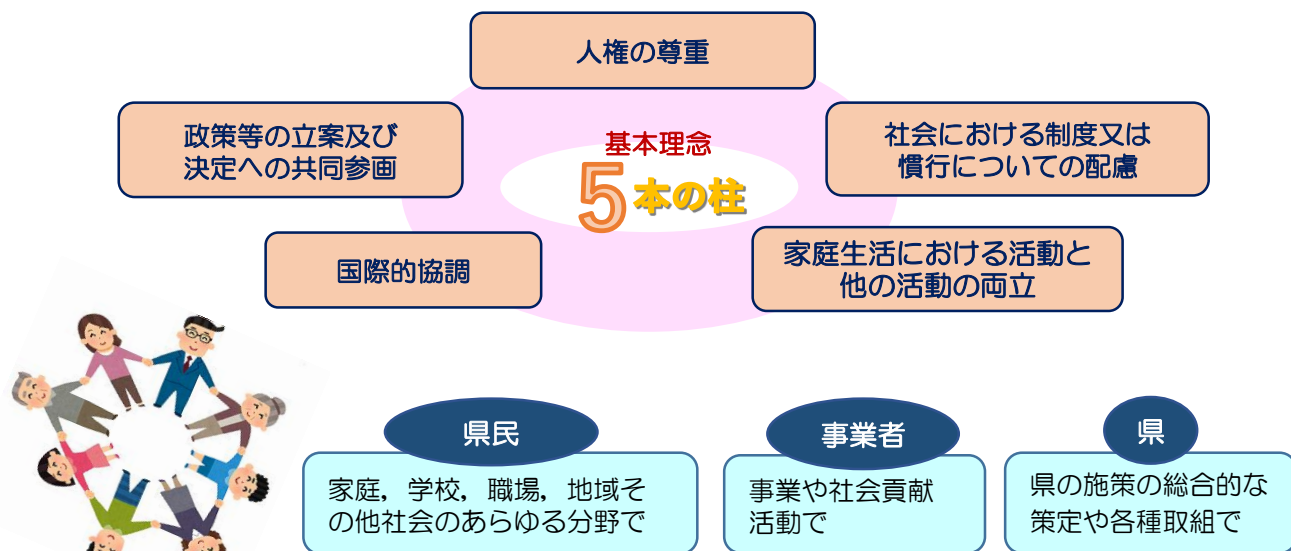 人権の尊重
政策等の立案及び
決定への共同参画
基本理念
5本の柱
社会における制度又は
慣行についての配慮
国際的協調
家庭生活における活動と
他の活動の両立
県民
家庭，学校，職場，地域そ
の他社会のあらゆる分野で
事業者
事業や社会貢献
活動で
県
県の施策の総合的な
策定や各種取組で